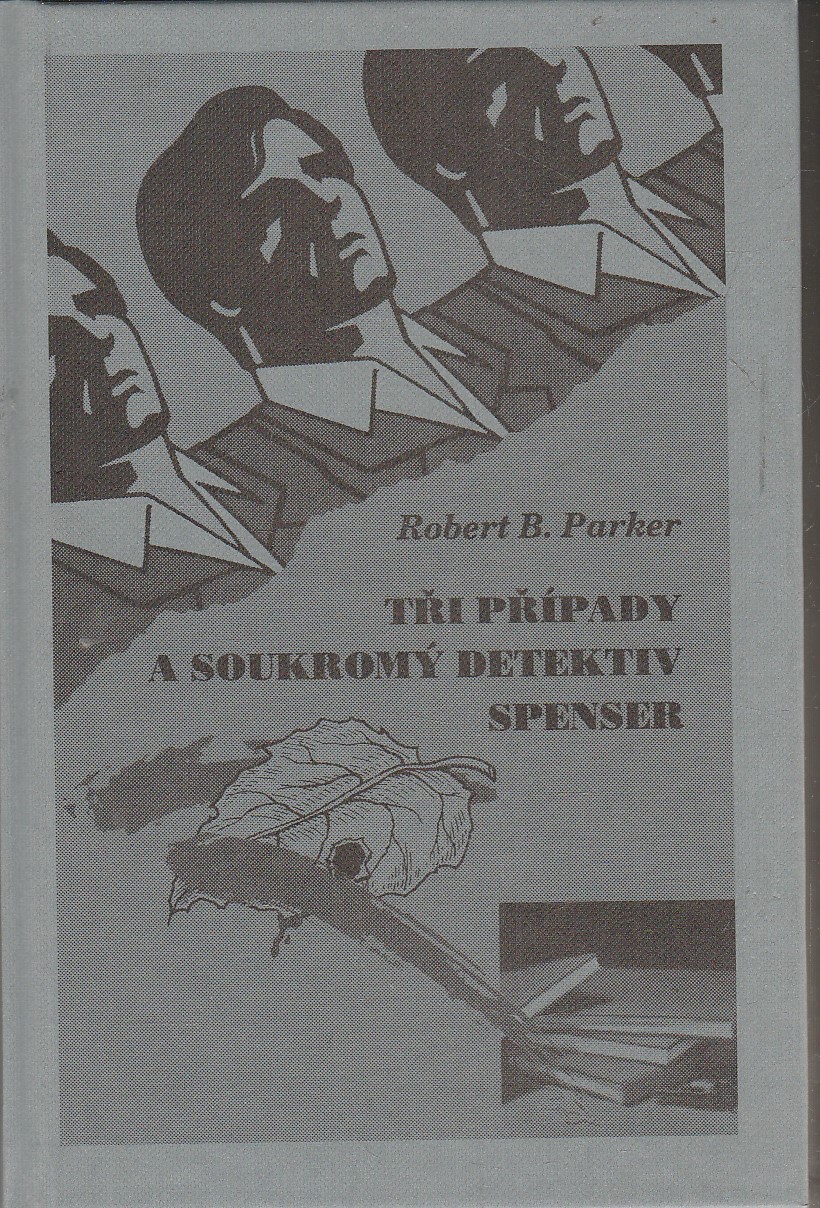 Robert B. Parker
TŘI PŘÍPADY
A SOUKROMÝ DETEKTIV
SPENSER